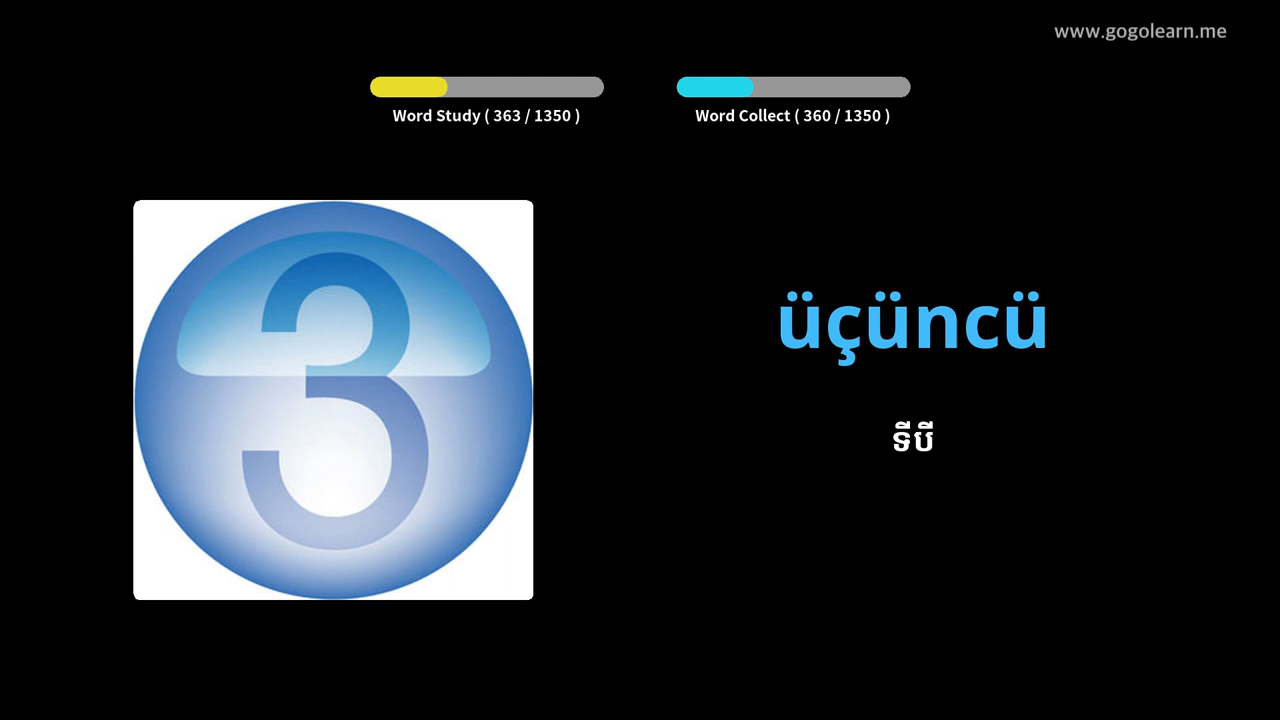 www.gogolearn.me
Word Study ( 363 / 1350 )
Word Collect ( 360 / 1350 )
3
üçüncü
ទីបី